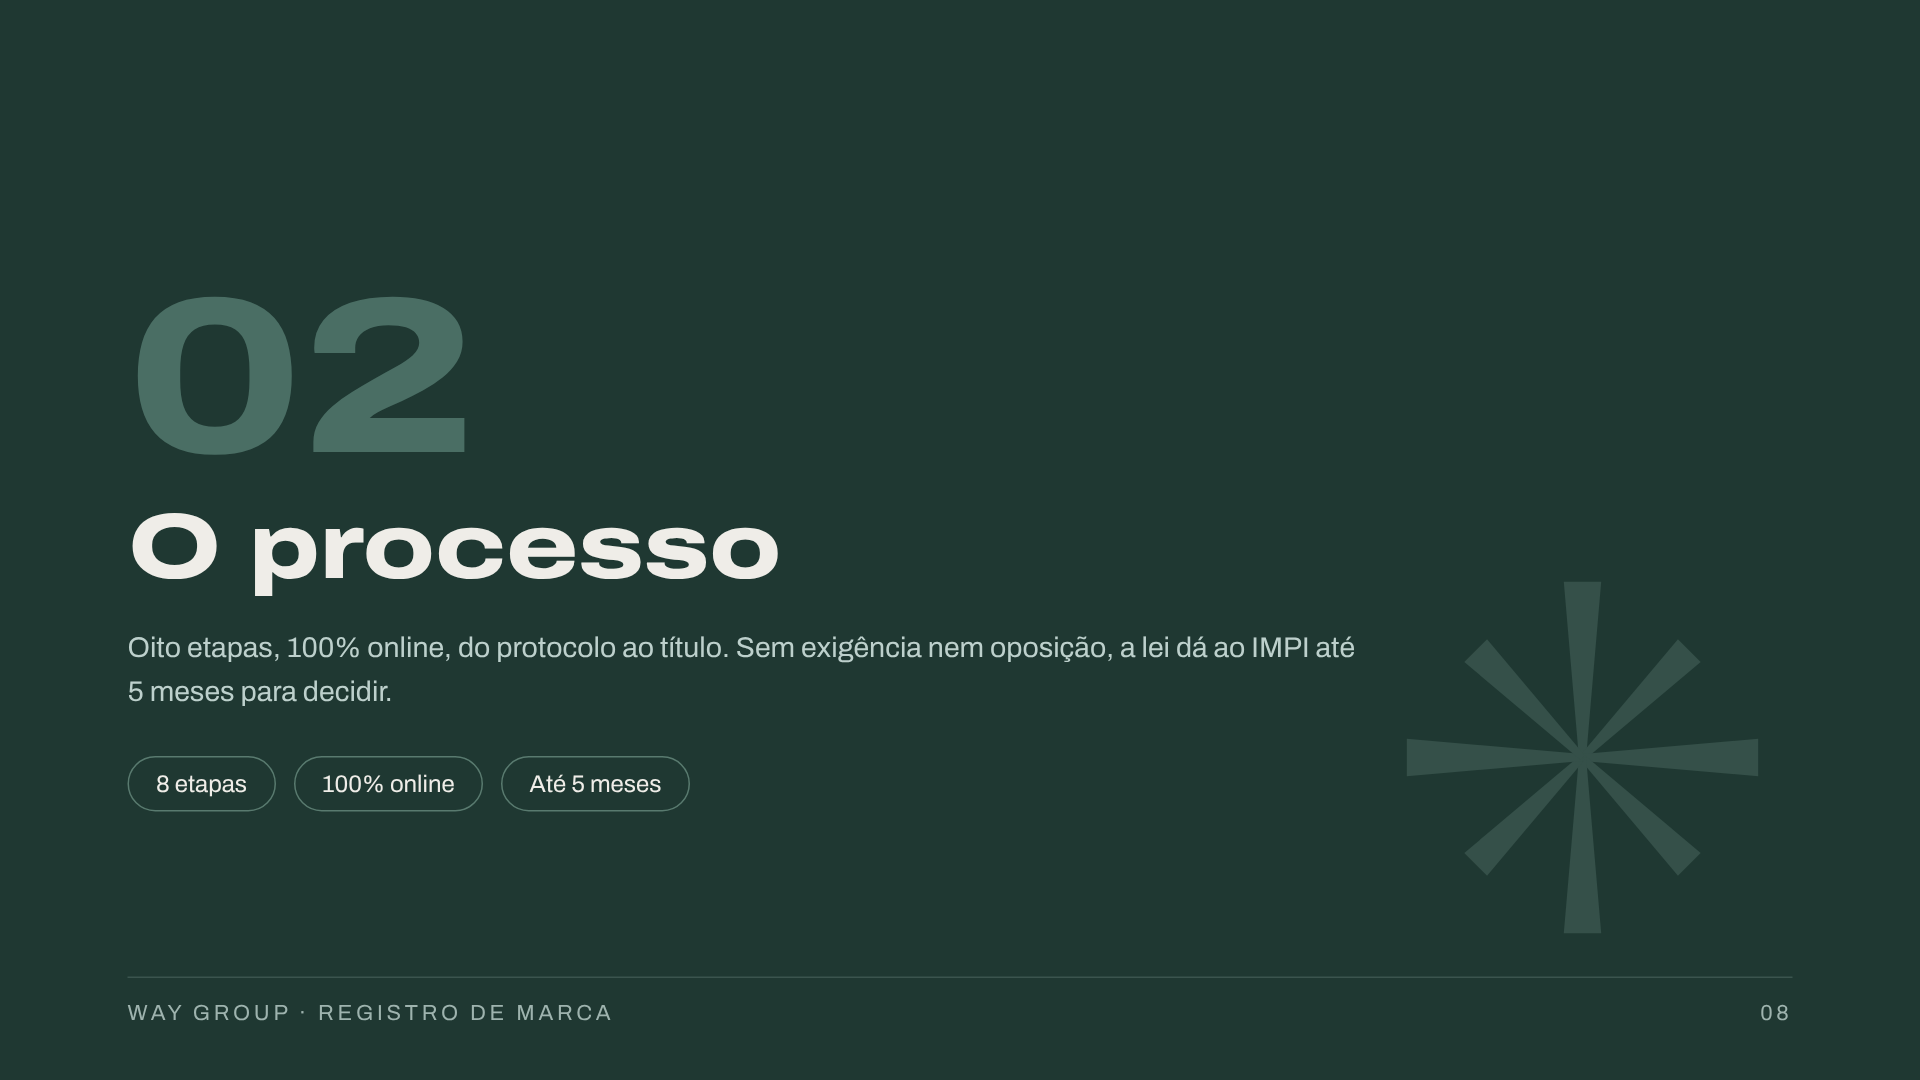 02
O processo
Oito etapas, 100% online, do protocolo ao título. Sem exigência nem oposição, a lei dá ao IMPI até
5 meses para decidir.
8 etapas
100% online
Até 5 meses
WAY GROUP · REGISTRO DE MARCA
08